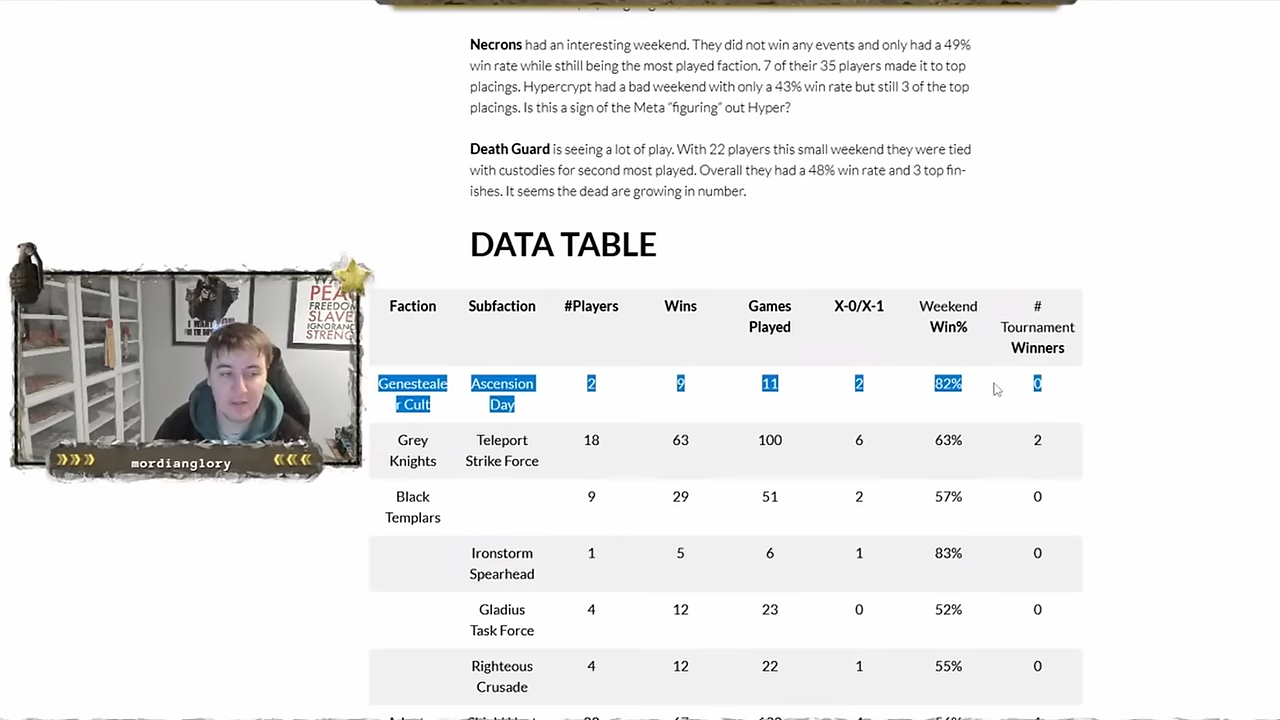 Necrons had an interesting weekend. They did not win any events and only had a 49%
win rate while sthill being the most played faction. 7 of their 35 players made it to top
placings. Hypercrypt had a bad weekend with only a 43% win rate but still 3 of the top
placings. Is this a sign of the Meta “figuring” out Hyper?
Death Guard is seeing a lot of play. With 22 players this small weekend they were tied
with custodies for second most played. Overall they had a 48% win rate and 3 top fin-
ishes. It seems the dead are growing in number.
DATA TABLE
Faction Subfaction #Players Wins Games Played X-0/X-1 Weekend Win% # Tournament Winners
Genesteale
r Cult Ascension Day 2 9 11 2 82% 0
Grey Knights Teleport Strike Force 18 63 100 6 63% 2
Black Templars 9 29 51 2 57% 0
Ironstorm Spearhead 1 5 6 1 83% 0
Gladius Task Force 4 12 23 0 52% 0
Righteous Crusade 4 12 22 1 55% 0
FREEDOM
SLAVE
IGNORANC
STRENG
mordianglory